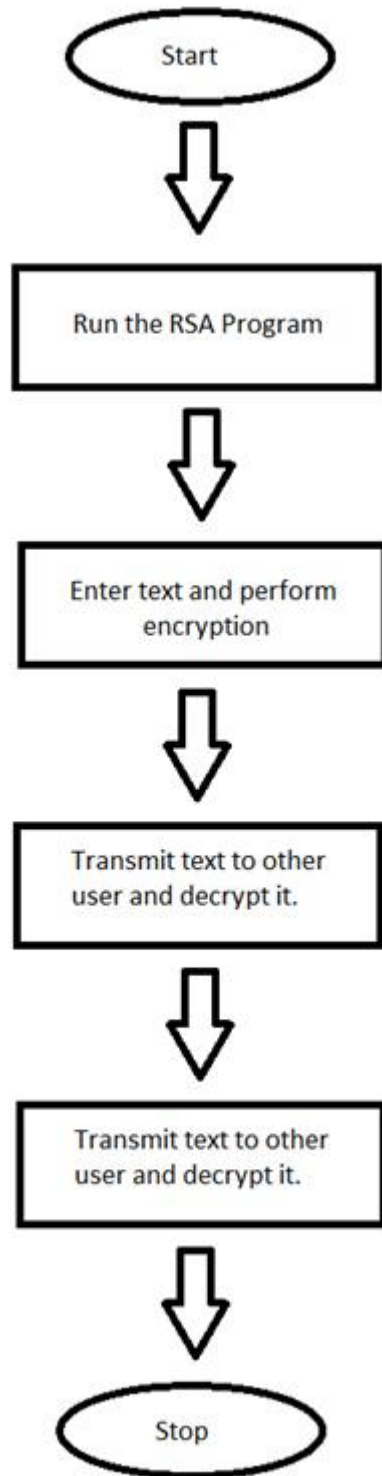 Start
Run the RSA Program
Enter text and perform
encryption
Transmit text to other
user and decrypt it.
Transmit text to other
user and decrypt it.
Stop